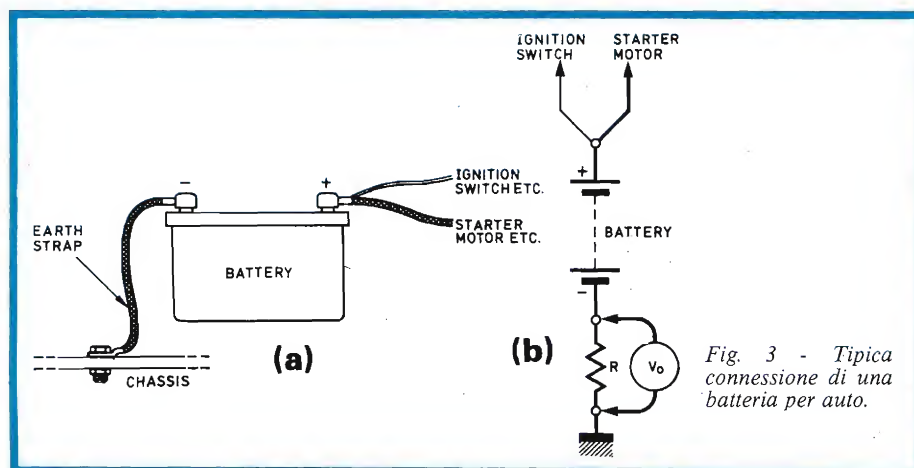 EARTH
STRAP
-
+
IGNITION
SWITCH ETC.
STARTER
MOTOR ETC.
BATTERY
CHASSIS
(a)
IGNITION
SWITCH
STARTER
MOTOR
+
BATTERY
-
(b)
R
Vo
Fig. 3 - Tipica
connessione di una
batteria per auto.